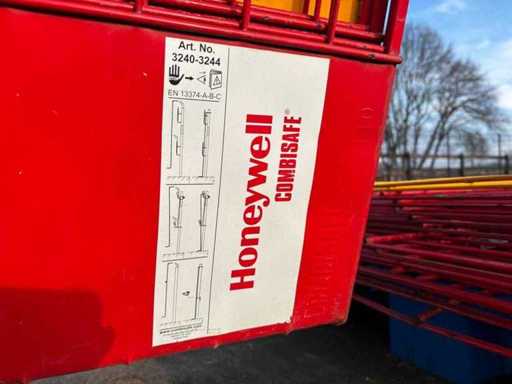 Art. No.
3240-3244
EN 13374-A-B-C
Honeywell
COMBISAFE®